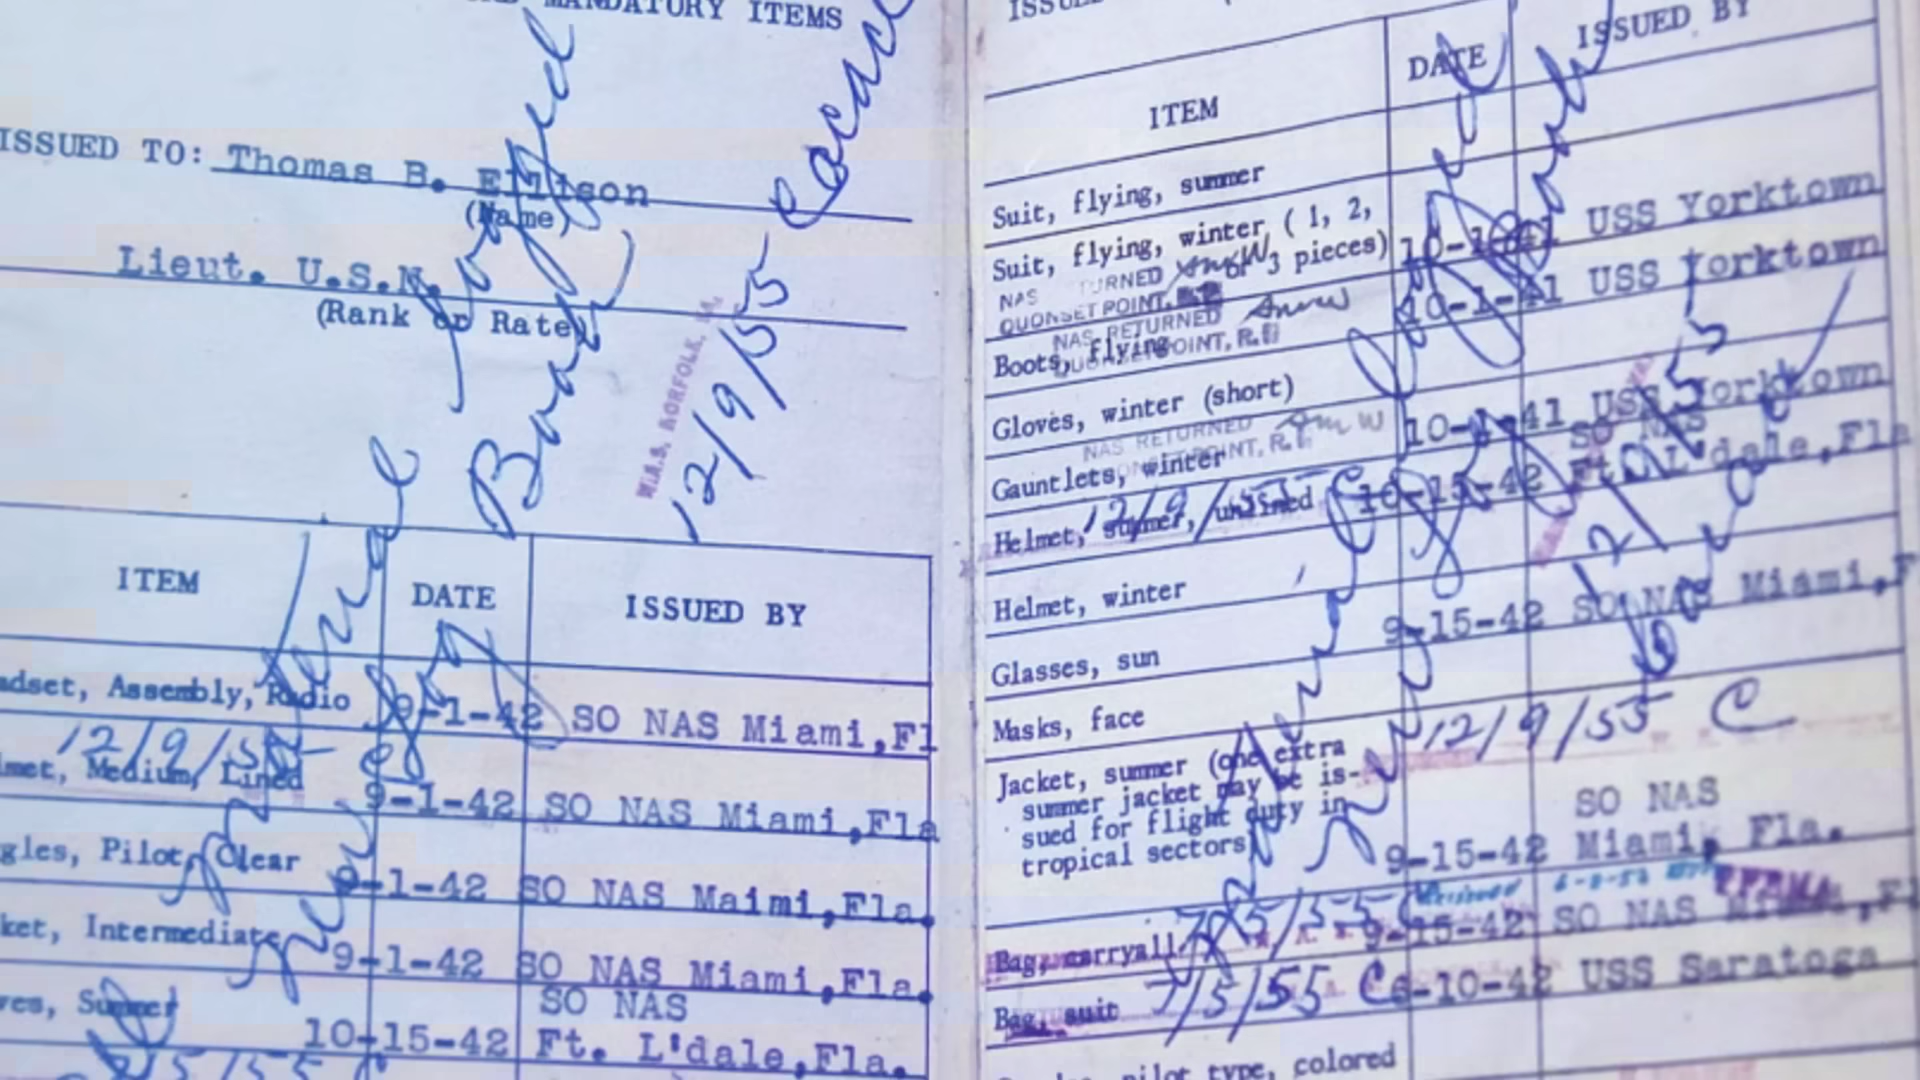 MANDATORY ITEMS
ISSUED TO: Thomas B. Ellison
(Name)
Lieut. U.S.N.
(Rank or Rate)
N.A.S. NORFOLK, VA.
12/9/55
ITEM DATE ISSUED BY
adset, Assembly, Radio 9-1-42 SO NAS Miami,Fl
12/9/55
lmet, Medium, Lined 9-1-42 SO NAS Miami,Fla
gles, Pilot, Clear 9-1-42 SO NAS Maimi,Fla.
ket, Intermediate 9-1-42 SO NAS Miami,Fla.
SO NAS
ves, Summer 10-15-42 Ft. L'dale,Fla.
ITEM DATE ISSUED BY
Suit, flying, summer
Suit, flying, winter ( 1, 2,
or 3 pieces) 10-1-41 USS Yorktown
NAS TURNED
QUONSET POINT,
NAS RETURNED
POINT, R.I.
Boots, flying 10-1-41 USS Yorktown
Gloves, winter (short)
NAS RETURNED
POINT, R.I.
Gauntlets, winter 10-1-41 USS Yorktown
SO NAS
Helmet, summer, unlined 10-15-42 Ft. L'dale,Fla
12/9/55
Helmet, winter
Glasses, sun 9-15-42 SO NAS Miami,F
Masks, face
12/9/55 C
Jacket, summer (one extra
summer jacket may be is-
sued for flight duty in
tropical sectors) 9-15-42 SO NAS
Miami, Fla.
Bag, carryall 7/5/55 C 9-15-42 SO NAS
Bag, suit 7/5/55 C 6-10-42 USS Saratoga
pilot type, colored